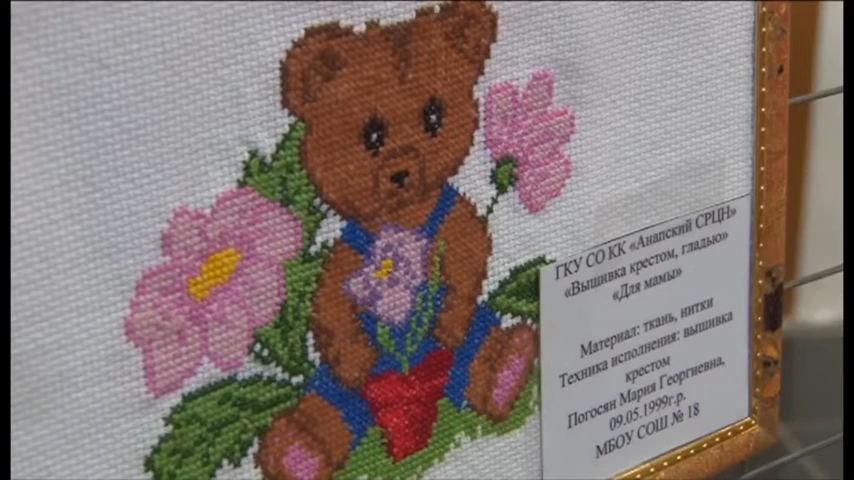 ГКУ СО КК «Анапский СРЦН»
«Вышивка крестом, гладью»
«Для мамы»
Материал: ткань, нитки
Техника исполнения: вышивка
крестом
Погосян Мария Георгиевна,
09.05.1999г.р.
МБОУ СОШ № 18